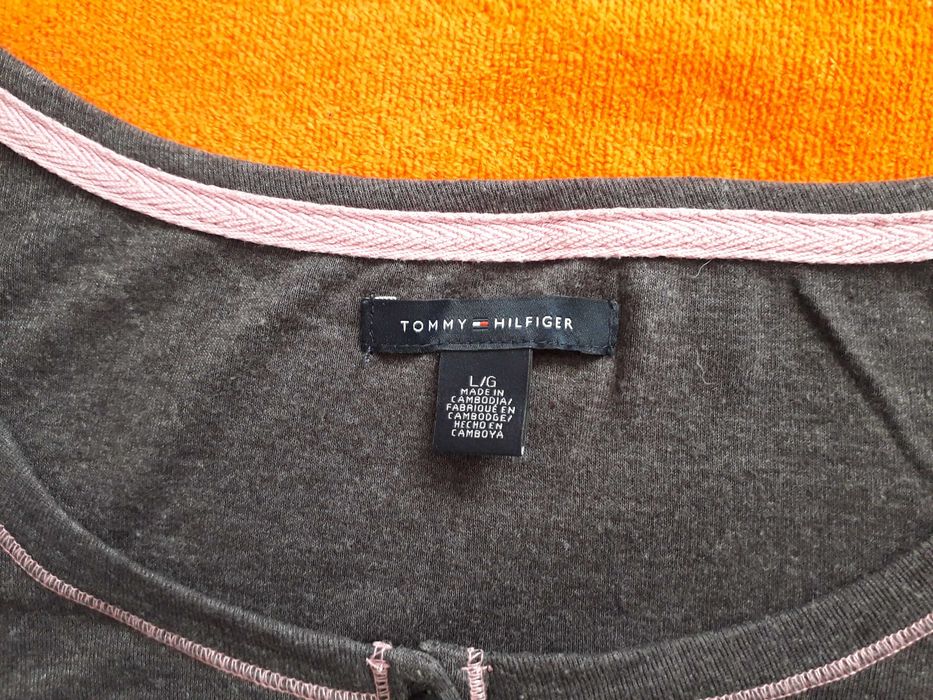 TOMMY HILFIGER
L/G
MADE IN
CAMBODIA/
FABRIQUÉ EN
CAMBODGE/
HECHO EN
CAMBOYA